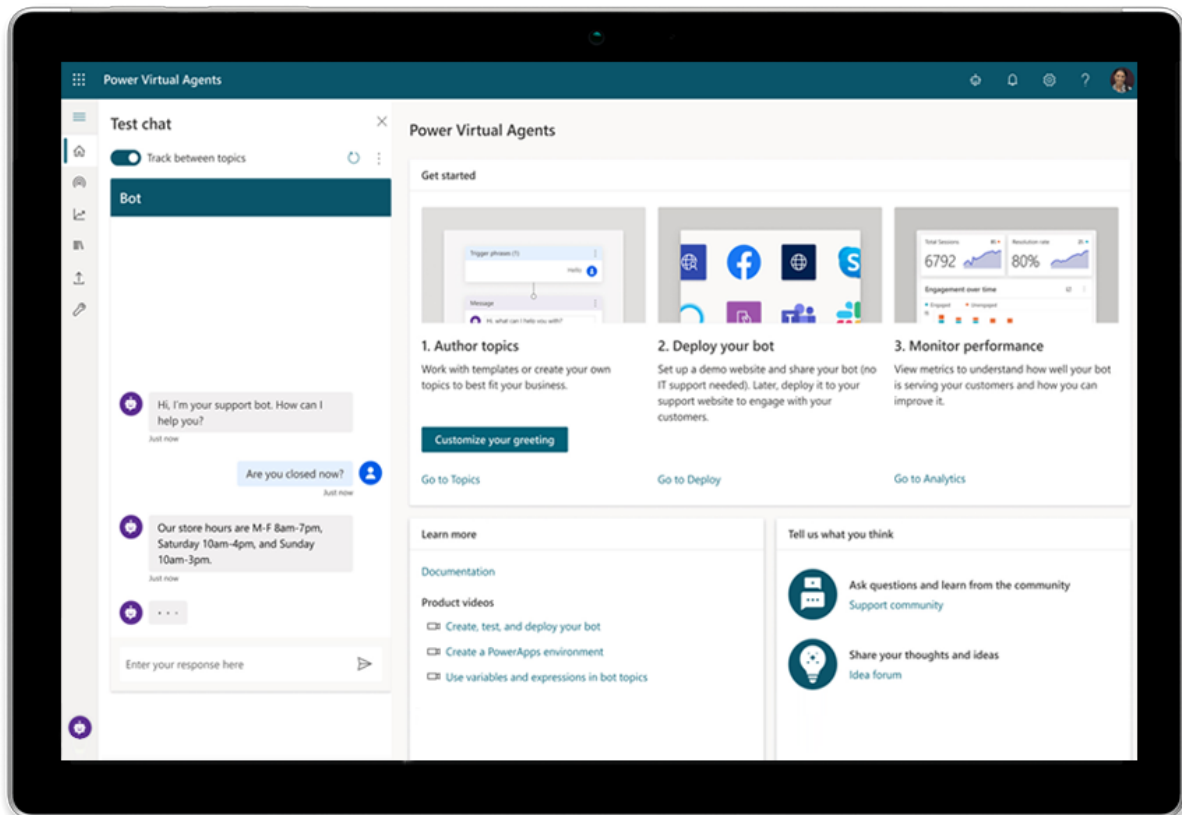 Power Virtual Agents
?
Test chat
Track between topics
Bot
Hi, I'm your support bot. How can I
help you?
Just now
Are you closed now?
Just now
Our store hours are M-F 8am-7pm,
Saturday 10am-4pm, and Sunday
10am-3pm.
Just now
...
Enter your response here
Power Virtual Agents
Get started
Trigger phrases (1)
Hello
Message
Hi, what can I help you with?
1. Author topics
Work with templates or create your own
topics to best fit your business.
Customize your greeting
Go to Topics
2. Deploy your bot
Set up a demo website and share your bot (no
IT support needed). Later, deploy it to your
support website to engage with your
customers.
Go to Deploy
Total Sessions
6792
Resolution rate
80%
Engagement over time
Engaged
Unengaged
3. Monitor performance
View metrics to understand how well your bot
is serving your customers and how you can
improve it.
Go to Analytics
Learn more
Documentation
Product videos
Create, test, and deploy your bot
Create a PowerApps environment
Use variables and expressions in bot topics
Tell us what you think
Ask questions and learn from the community
Support community
Share your thoughts and ideas
Idea forum